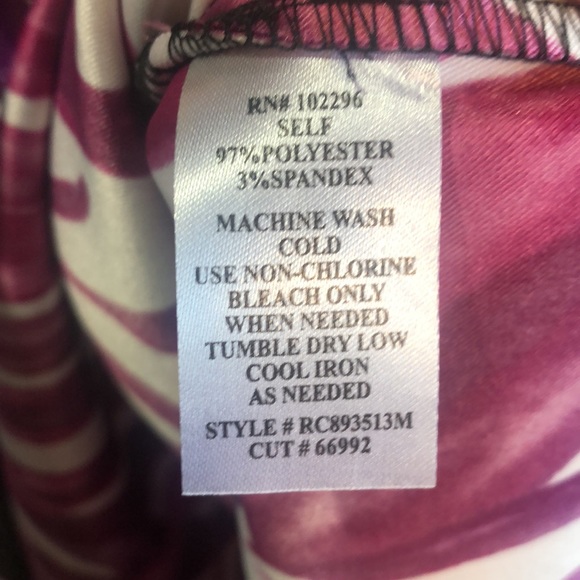 RN# 102296
SELF
97%POLYESTER
3%SPANDEX
MACHINE WASH
COLD
USE NON-CHLORINE
BLEACH ONLY
WHEN NEEDED
TUMBLE DRY LOW
COOL IRON
AS NEEDED
STYLE # RC893513M
CUT # 66992